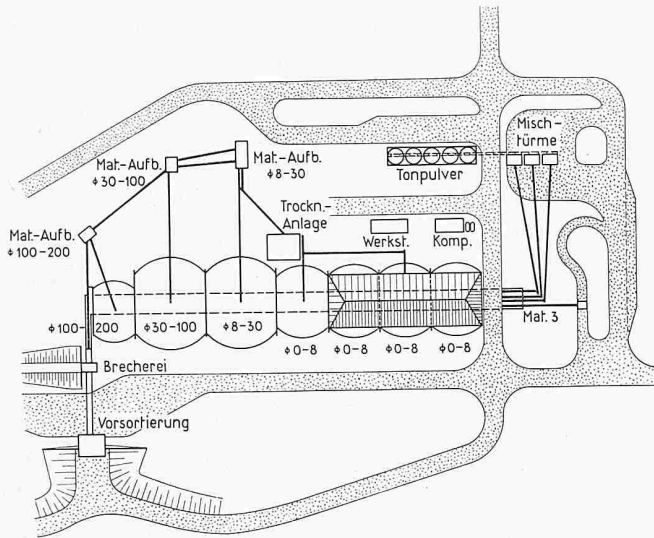 Misch-
türme
Mat.-Aufb.
ϕ 30-100
Mat.-Aufb.
ϕ 8-30
Tonpulver
Trockn.-
Anlage
Mat.-Aufb.
ϕ 100-200
Werkst.
Komp.
ϕ 100-200
ϕ 30-100
ϕ 8-30
ϕ 0-8
ϕ 0-8
ϕ 0-8
ϕ 0-8
Mat. 3
Brecherei
Vorsortierung